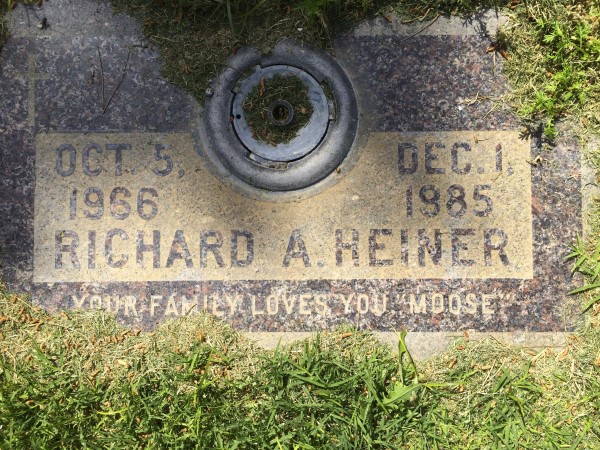 OCT. 5, DEC. 1,
1966 1985
RICHARD A. HEINER
YOUR FAMILY LOVES YOU "MOOSE"